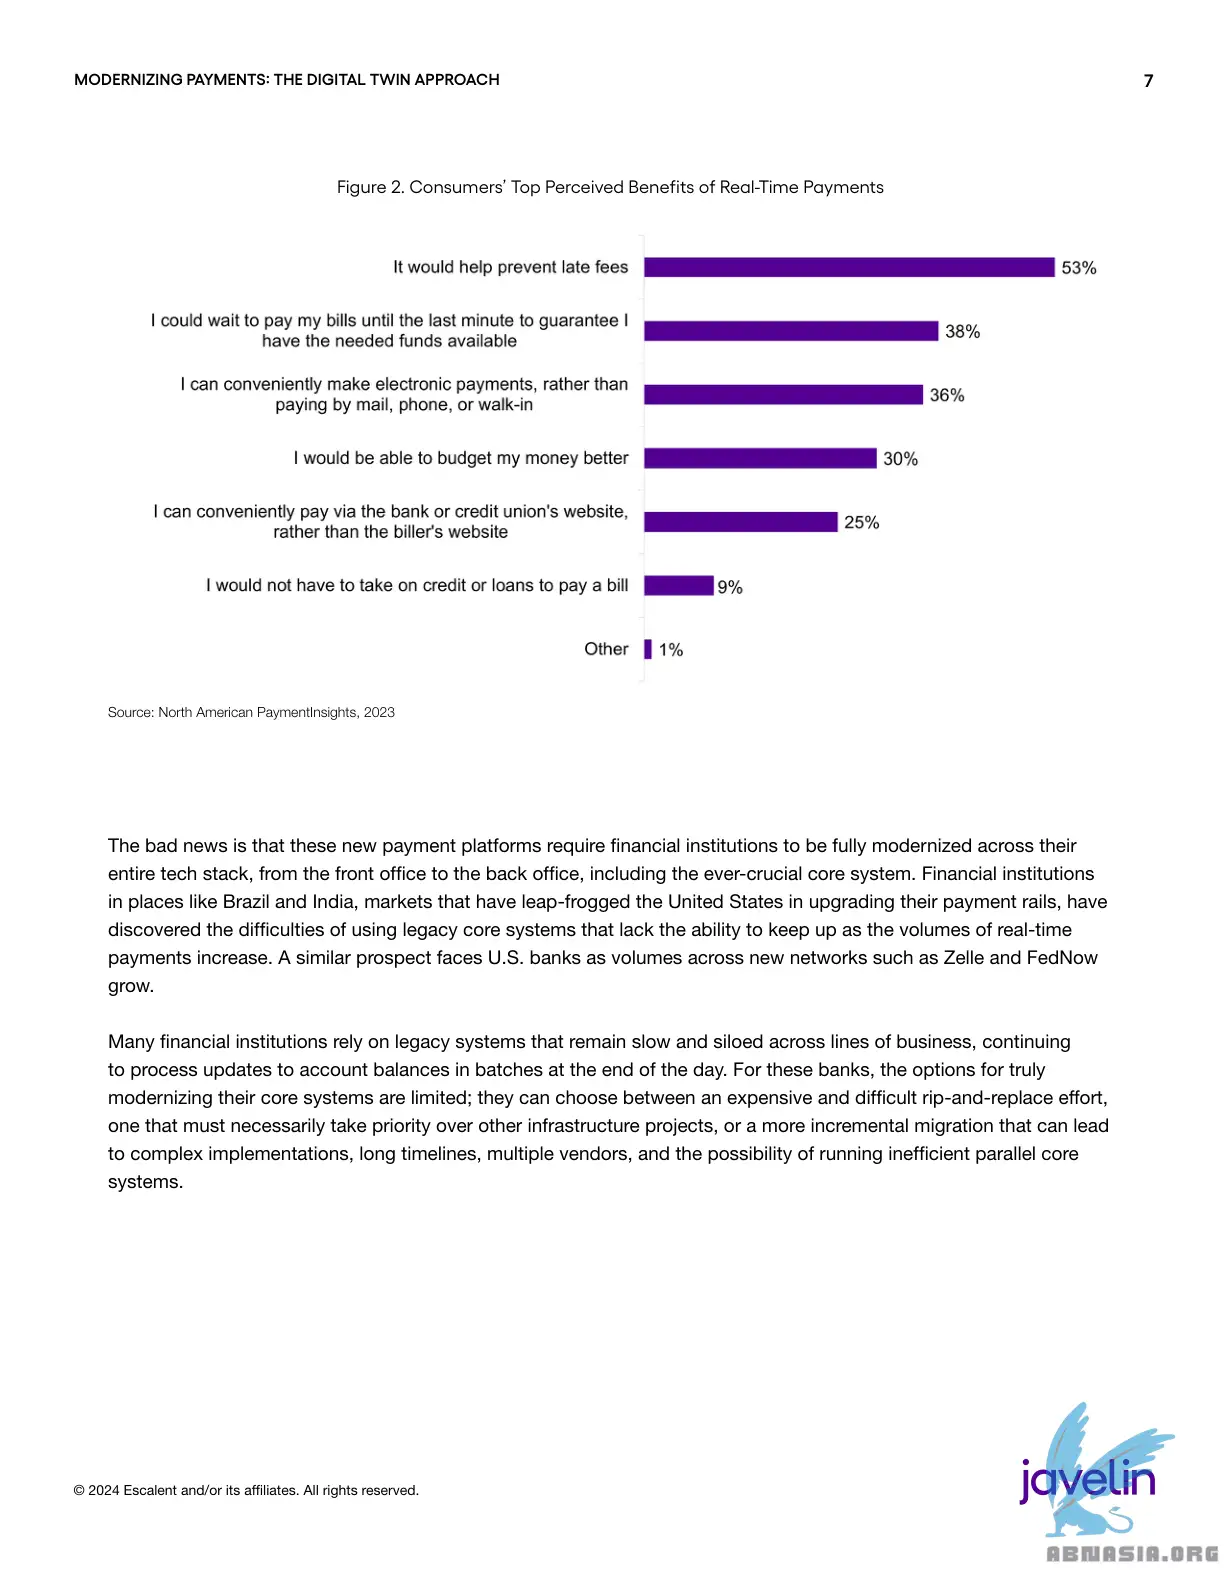 MODERNIZING PAYMENTS: THE DIGITAL TWIN APPROACH
7
Figure 2. Consumers’ Top Perceived Benefits of Real-Time Payments
It would help prevent late fees
53%
I could wait to pay my bills until the last minute to guarantee I
have the needed funds available
38%
I can conveniently make electronic payments, rather than
paying by mail, phone, or walk-in
36%
I would be able to budget my money better
30%
I can conveniently pay via the bank or credit union's website,
rather than the biller's website
25%
I would not have to take on credit or loans to pay a bill
9%
Other
1%
Source: North American PaymentInsights, 2023
The bad news is that these new payment platforms require financial institutions to be fully modernized across their
entire tech stack, from the front office to the back office, including the ever-crucial core system. Financial institutions
in places like Brazil and India, markets that have leap-frogged the United States in upgrading their payment rails, have
discovered the difficulties of using legacy core systems that lack the ability to keep up as the volumes of real-time
payments increase. A similar prospect faces U.S. banks as volumes across new networks such as Zelle and FedNow
grow.
Many financial institutions rely on legacy systems that remain slow and siloed across lines of business, continuing
to process updates to account balances in batches at the end of the day. For these banks, the options for truly
modernizing their core systems are limited; they can choose between an expensive and difficult rip-and-replace effort,
one that must necessarily take priority over other infrastructure projects, or a more incremental migration that can lead
to complex implementations, long timelines, multiple vendors, and the possibility of running inefficient parallel core
systems.
© 2024 Escalent and/or its affiliates. All rights reserved.
javelin
ABNASIA.ORG